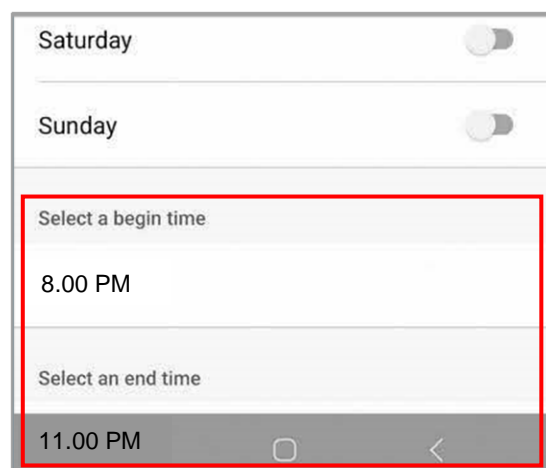 Saturday
Sunday
Select a begin time
8.00 PM
Select an end time
11.00 PM